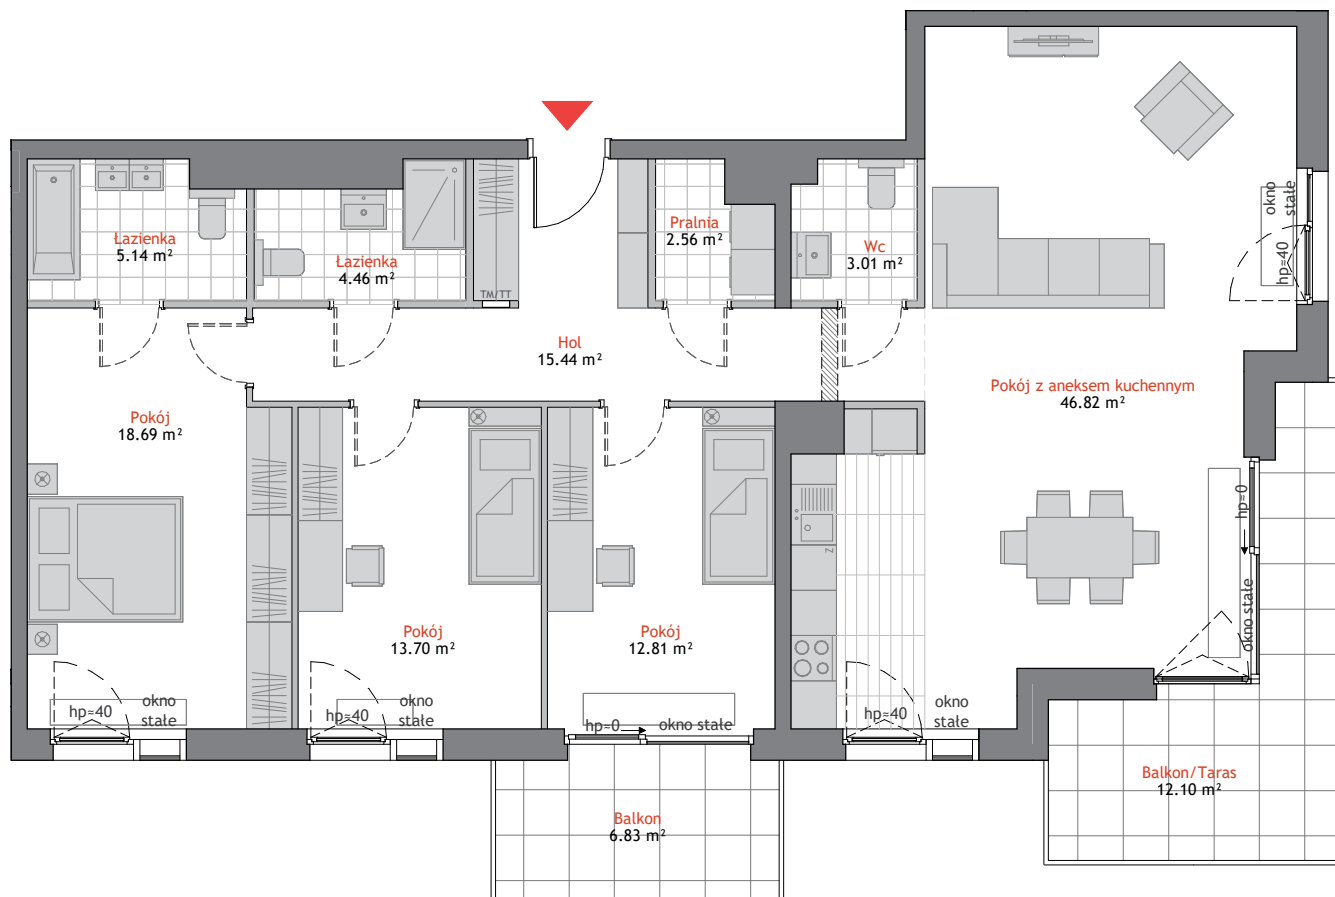 Łazienka
5.14 m²
Łazienka
4.46 m²
TM/TT
Pralnia
2.56 m²
Wc
3.01 m²
okno
stałe
hp≈40
Hol
15.44 m²
Pokój z aneksem kuchennym
46.82 m²
Pokój
18.69 m²
hp≈0
okno stałe
Z
Pokój
13.70 m²
Pokój
12.81 m²
hp≈40
okno
stałe
hp≈40
okno
stałe
hp≈0
okno stałe
hp≈40
okno
stałe
Balkon/Taras
12.10 m²
Balkon
6.83 m²